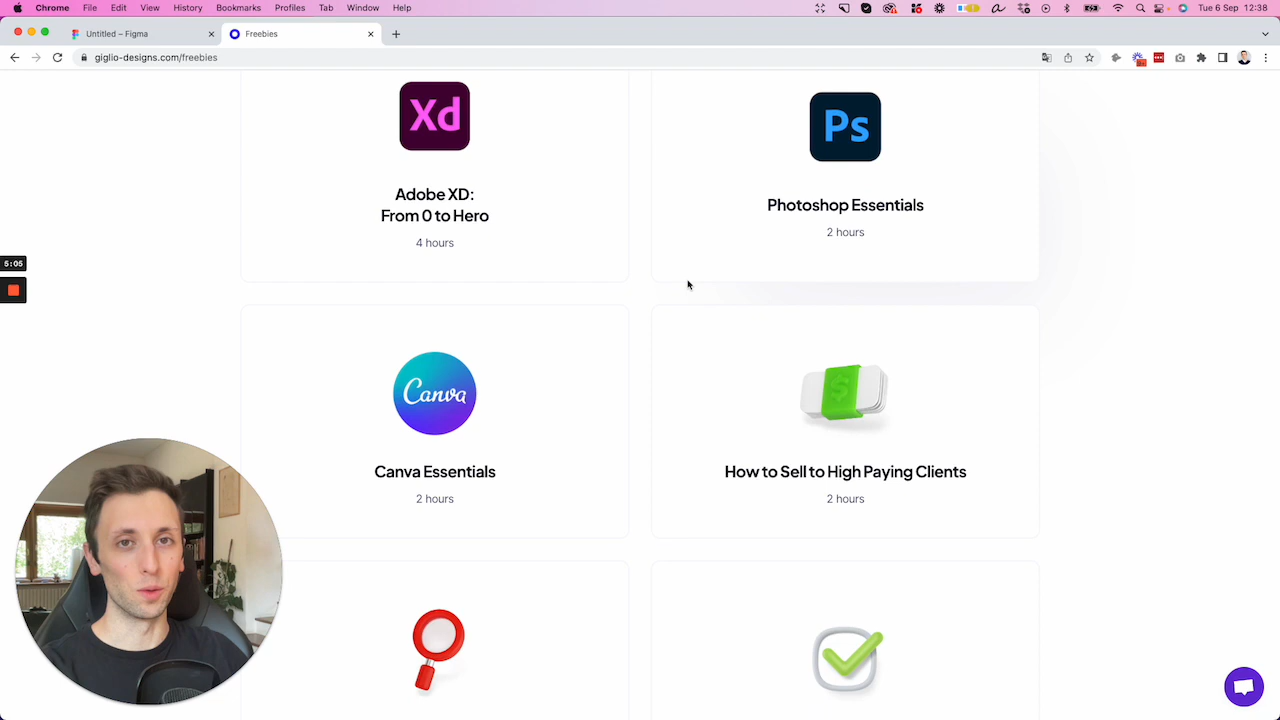 Chrome File Edit View History Bookmarks Profiles Tab Window Help Tue 6 Sep 12:38
Untitled – Figma
Freebies
giglio-designs.com/freebies
Xd
Adobe XD:
From 0 to Hero
4 hours
Ps
Photoshop Essentials
2 hours
5:05
Canva
Canva Essentials
2 hours
$
How to Sell to High Paying Clients
2 hours